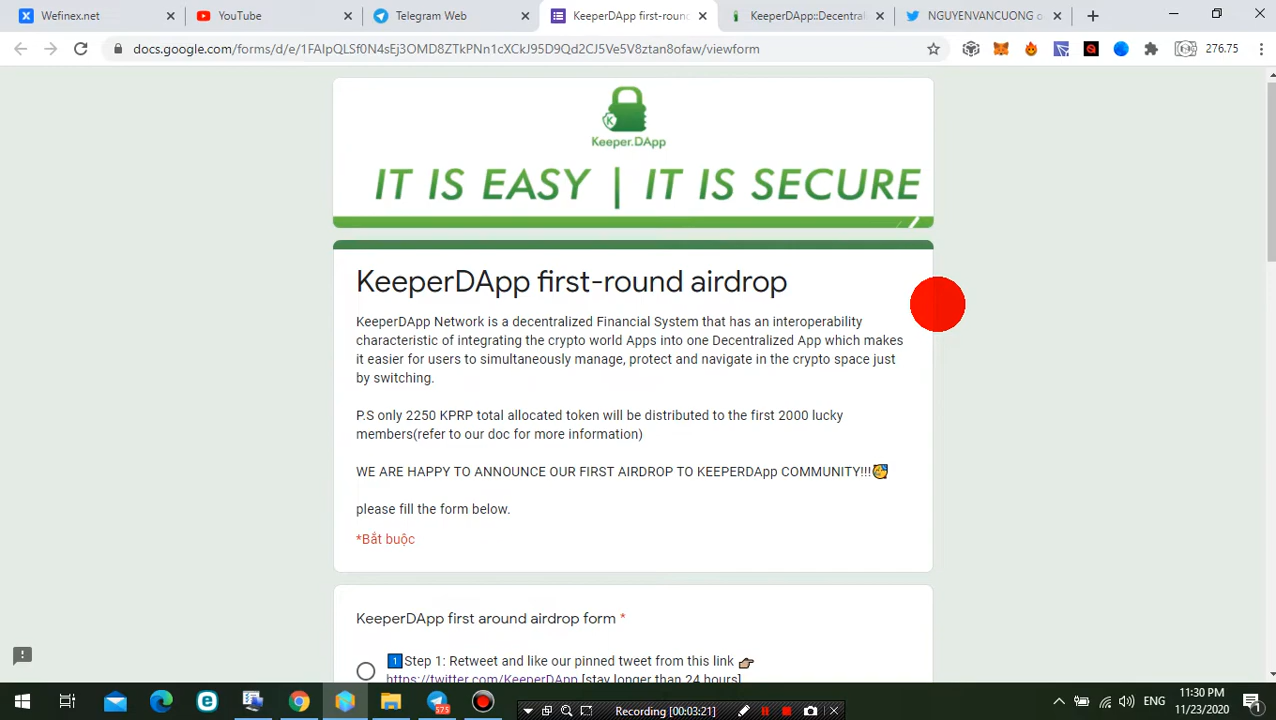 Wefinex.net
YouTube
Telegram Web
KeeperDApp first-roun
KeeperDApp::Decentral
NGUYENVANCUONG o
docs.google.com/forms/d/e/1FAIpQLSf0N4sEj3OMD8ZTkPNn1cXCkJ95D9Qd2CJ5Ve5V8ztan8ofaw/viewform
276.75
Keeper.DApp
IT IS EASY | IT IS SECURE
KeeperDApp first-round airdrop
KeeperDApp Network is a decentralized Financial System that has an interoperability
characteristic of integrating the crypto world Apps into one Decentralized App which makes
it easier for users to simultaneously manage, protect and navigate in the crypto space just
by switching.
P.S only 2250 KPRP total allocated token will be distributed to the first 2000 lucky
members(refer to our doc for more information)
WE ARE HAPPY TO ANNOUNCE OUR FIRST AIRDROP TO KEEPERDApp COMMUNITY!!!🥳
please fill the form below.
*Bắt buộc
KeeperDApp first around airdrop form *
1️⃣Step 1: Retweet and like our pinned tweet from this link 👉🏽
https://twitter.com/KeeperDApp [stay longer than 24 hours]
575
Recording [00:03:21]
ENG
11:30 PM
11/23/2020
1